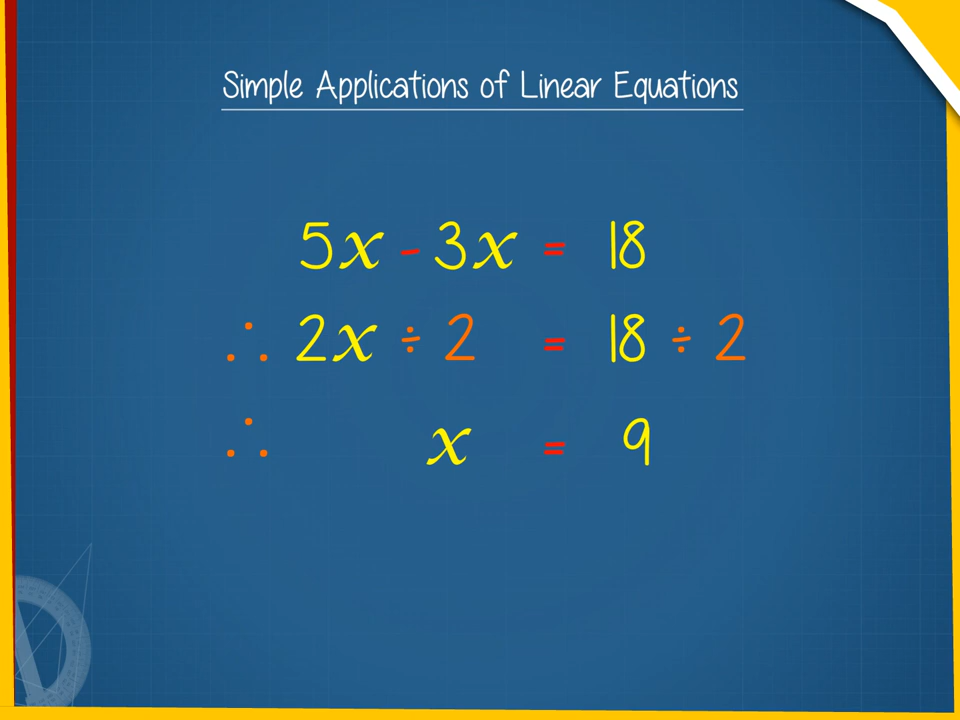 Simple Applications of Linear Equations
5x - 3x = 18
∴ 2x ÷ 2 = 18 ÷ 2
∴ x = 9